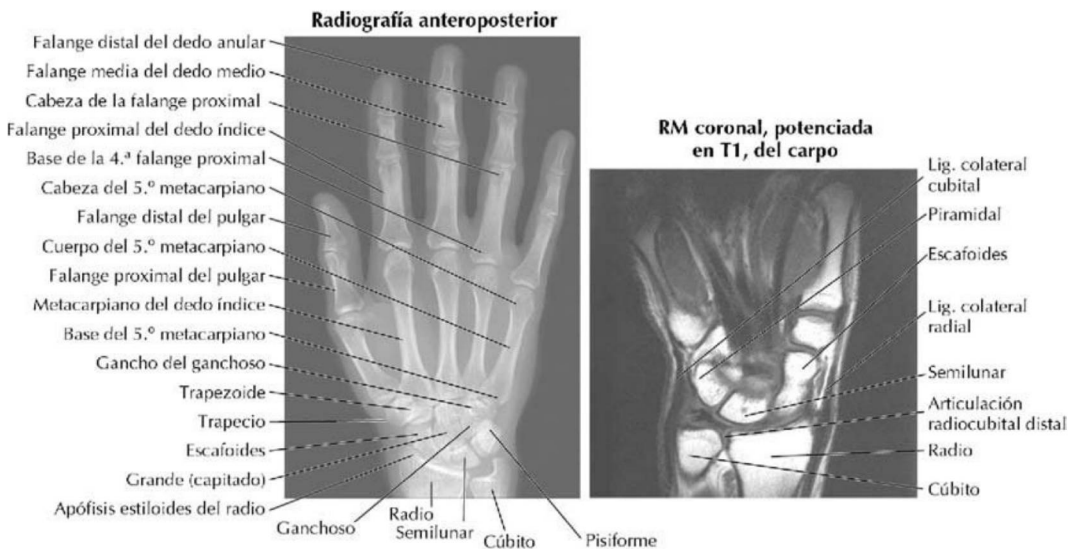 Radiografía anteroposterior
Falange distal del dedo anular
Falange media del dedo medio
Cabeza de la falange proximal
Falange proximal del dedo índice
Base de la 4.ª falange proximal
Cabeza del 5.º metacarpiano
Falange distal del pulgar
Cuerpo del 5.º metacarpiano
Falange proximal del pulgar
Metacarpiano del dedo índice
Base del 5.º metacarpiano
Gancho del ganchoso
Trapezoide
Trapecio
Escafoides
Grande (capitado)
Apófisis estiloides del radio
Ganchoso
Radio
Semilunar
Cúbito
Pisiforme
RM coronal, potenciada
en T1, del carpo
Lig. colateral
cubital
Piramidal
Escafoides
Lig. colateral
radial
Semilunar
Articulación
radiocubital distal
Radio
Cúbito